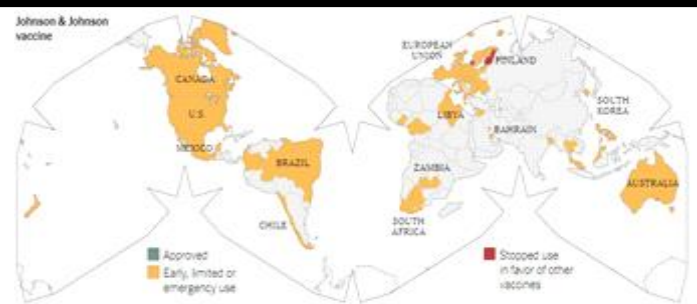 Johnson & Johnson
vaccine
CANADA
U.S.
MEXICO
BRAZIL
CHILE
EUROPEAN
UNION
FINLAND
LIBYA
BAHRAIN
SOUTH
KOREA
ZAMBIA
SOUTH
AFRICA
AUSTRALIA
Approved
Early, limited or
emergency use
Stopped use
in favor of other
vaccines